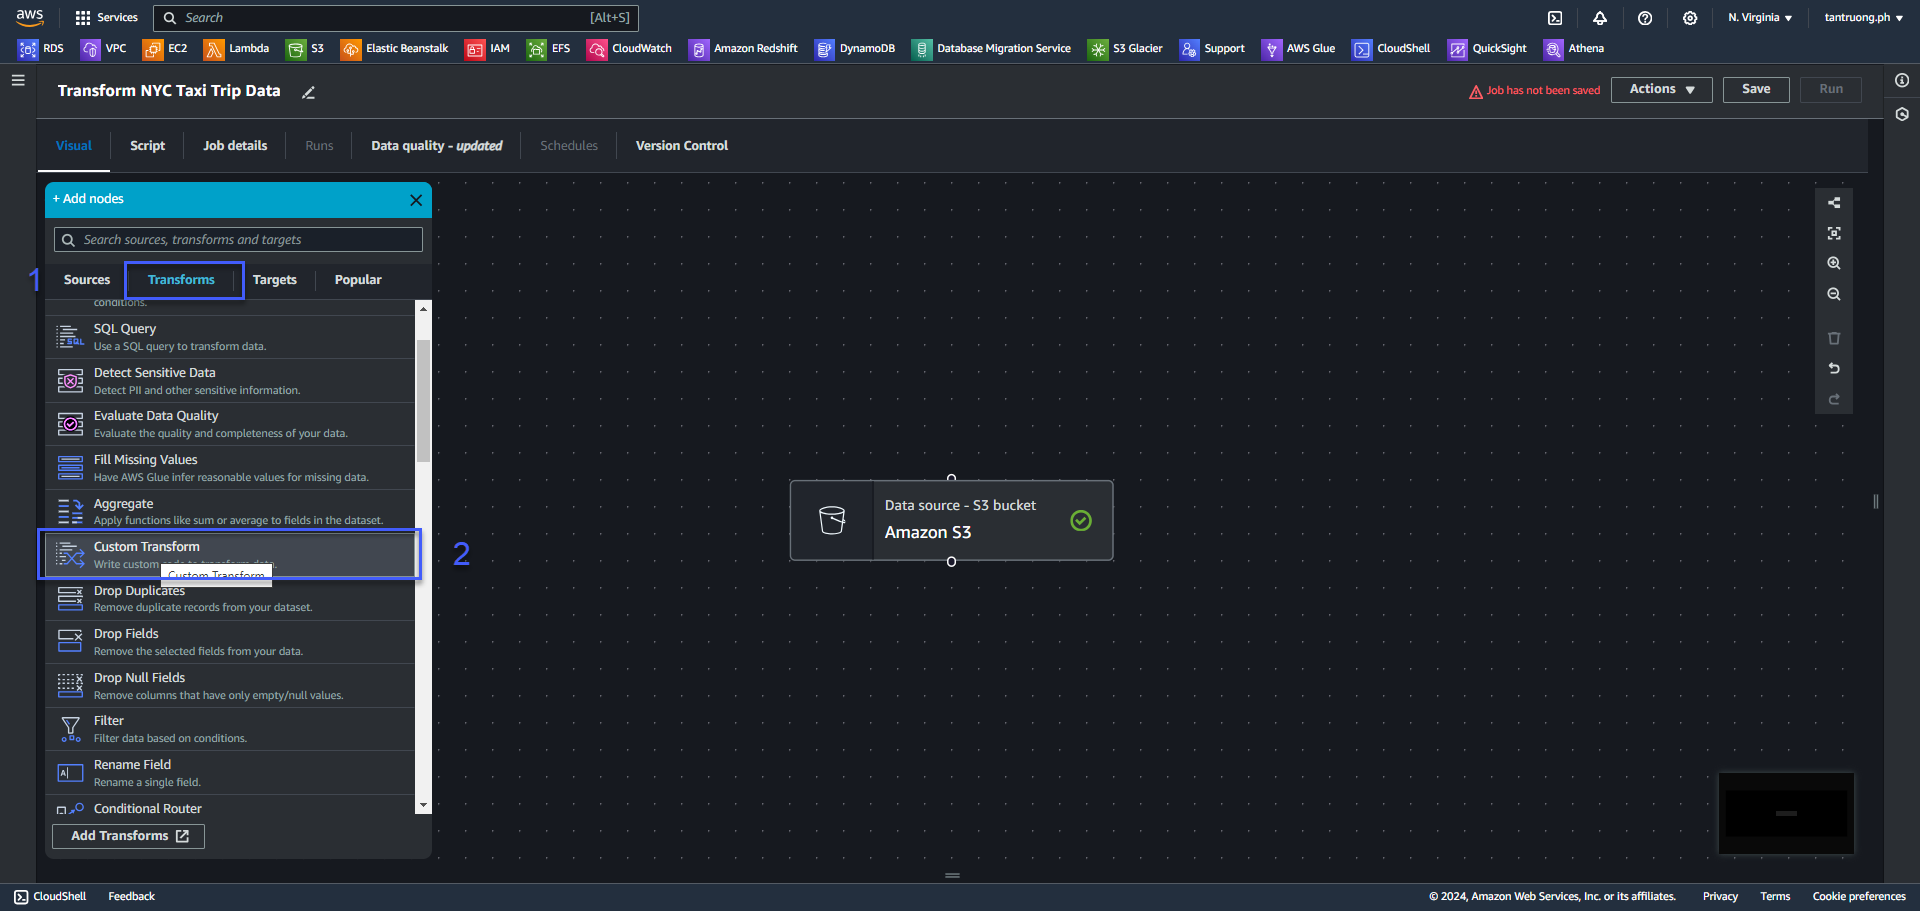 aws
Services
Search
[Alt+S]
N. Virginia
tantruong.ph
RDS
VPC
EC2
Lambda
S3
Elastic Beanstalk
IAM
EFS
CloudWatch
Amazon Redshift
DynamoDB
Database Migration Service
S3 Glacier
Support
AWS Glue
CloudShell
QuickSight
Athena
Transform NYC Taxi Trip Data
Job has not been saved
Actions
Save
Run
Visual
Script
Job details
Runs
Data quality - updated
Schedules
Version Control
+ Add nodes
Search sources, transforms and targets
1
Sources
Transforms
Targets
Popular
conditions.
SQL Query
Use a SQL query to transform data.
Detect Sensitive Data
Detect PII and other sensitive information.
Evaluate Data Quality
Evaluate the quality and completeness of your data.
Fill Missing Values
Have AWS Glue infer reasonable values for missing data.
Aggregate
Apply functions like sum or average to fields in the dataset.
Custom Transform
Write custom code to transform data.
Custom Transform
2
Drop Duplicates
Remove duplicate records from your dataset.
Drop Fields
Remove the selected fields from your data.
Drop Null Fields
Remove columns that have only empty/null values.
Filter
Filter data based on conditions.
Rename Field
Rename a single field.
Conditional Router
Add Transforms
Data source - S3 bucket
Amazon S3
CloudShell
Feedback
© 2024, Amazon Web Services, Inc. or its affiliates.
Privacy
Terms
Cookie preferences